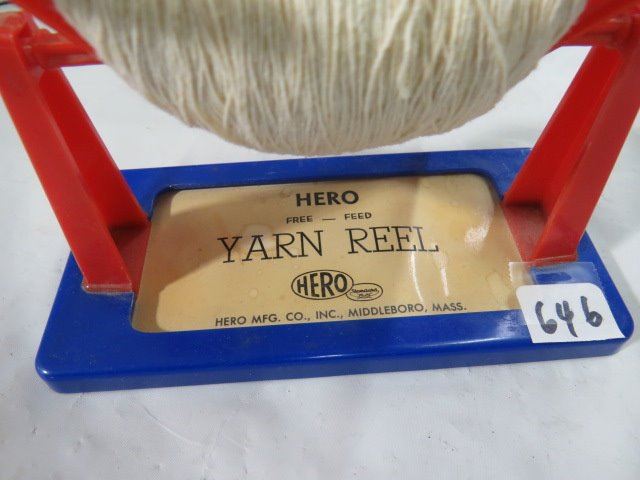 HERO
FREE — FEED
YARN REEL
HERO
HERO MFG. CO., INC., MIDDLEBORO, MASS.
646